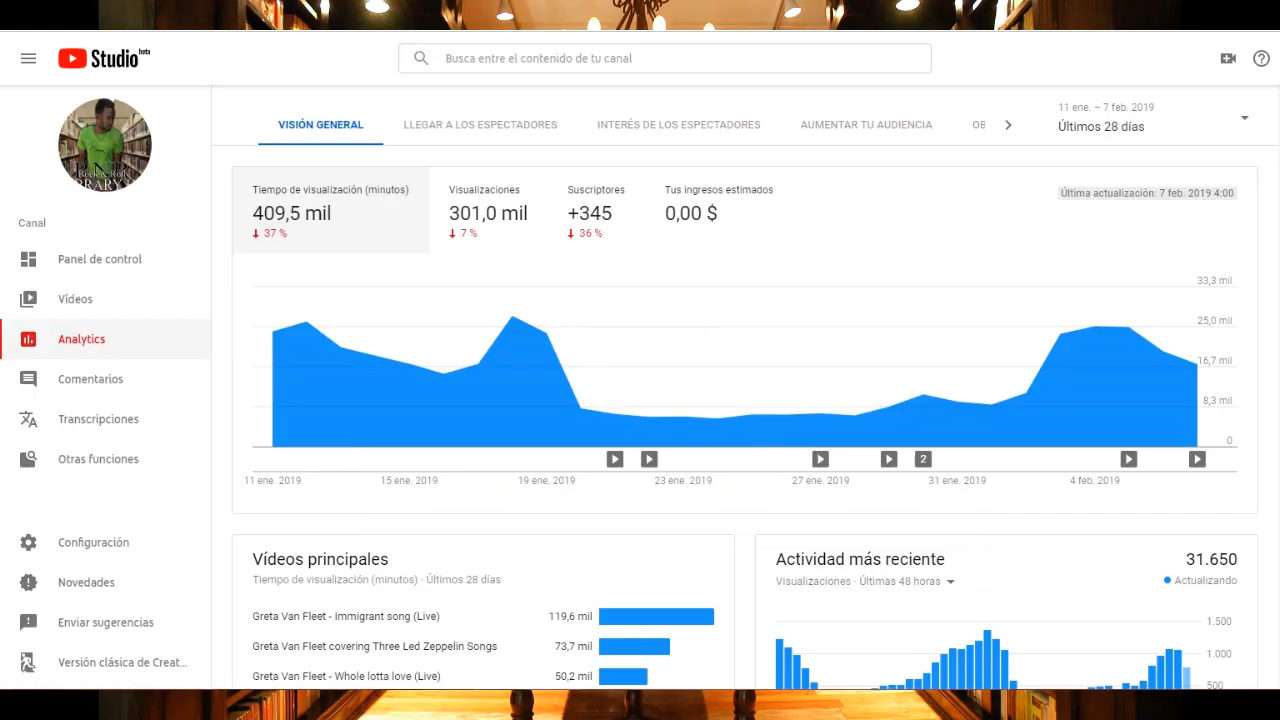 Studio beta
Busca entre el contenido de tu canal
Rock & Roll
Canal
Panel de control
Vídeos
Analytics
Comentarios
Transcripciones
Otras funciones
Configuración
Novedades
Enviar sugerencias
Versión clásica de Creat...
VISIÓN GENERAL
LLEGAR A LOS ESPECTADORES
INTERÉS DE LOS ESPECTADORES
AUMENTAR TU AUDIENCIA
OB
11 ene. – 7 feb. 2019
Últimos 28 días
Tiempo de visualización (minutos)
409,5 mil
37 %
Visualizaciones
301,0 mil
7 %
Suscriptores
+345
36 %
Tus ingresos estimados
0,00 $
Última actualización: 7 feb. 2019 4:00
33,3 mil
25,0 mil
16,7 mil
8,3 mil
0
2
11 ene. 2019
15 ene. 2019
19 ene. 2019
23 ene. 2019
27 ene. 2019
31 ene. 2019
4 feb. 2019
Vídeos principales
Tiempo de visualización (minutos) · Últimos 28 días
Greta Van Fleet - Immigrant song (Live) 119,6 mil
Greta Van Fleet covering Three Led Zeppelin Songs 73,7 mil
Greta Van Fleet - Whole lotta love (Live) 50,2 mil
Actividad más reciente
31.650
Visualizaciones · Últimas 48 horas
Actualizando
1.500
1.000
500